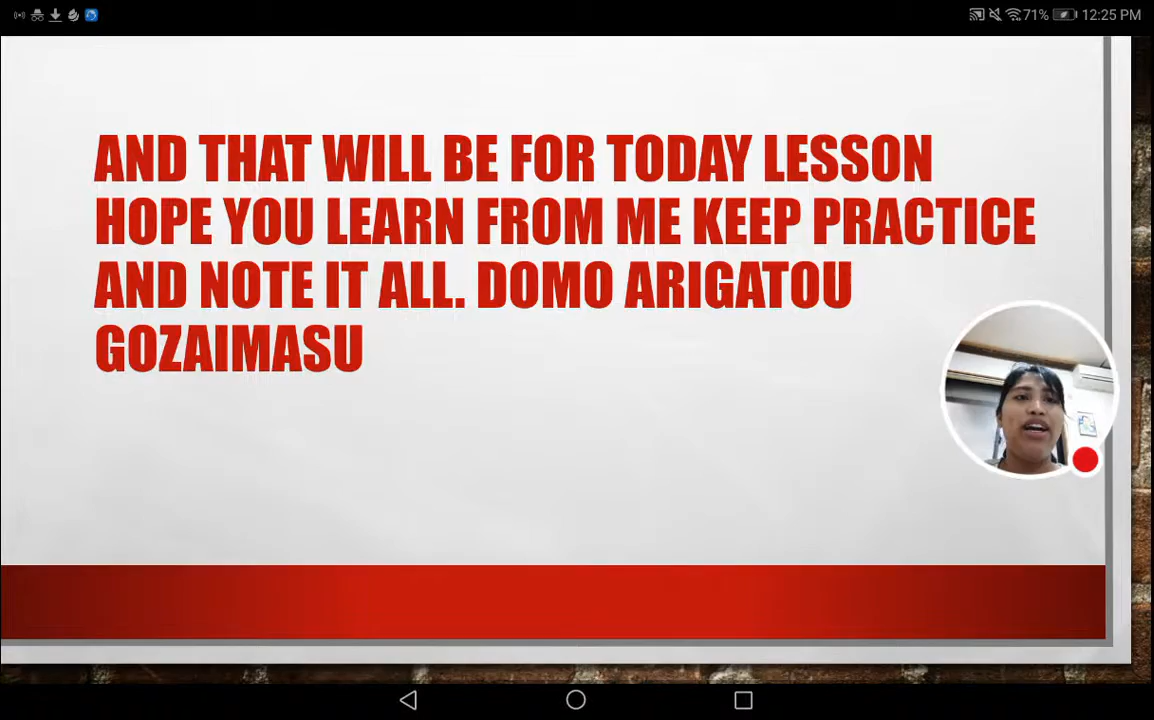 71% 12:25 PM
AND THAT WILL BE FOR TODAY LESSON
HOPE YOU LEARN FROM ME KEEP PRACTICE
AND NOTE IT ALL. DOMO ARIGATOU
GOZAIMASU